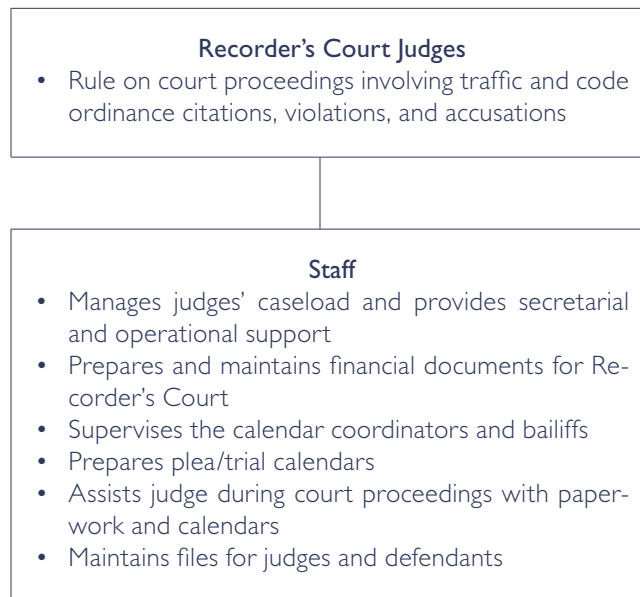 Recorder’s Court Judges
• Rule on court proceedings involving traffic and code
ordinance citations, violations, and accusations
Staff
• Manages judges’ caseload and provides secretarial
and operational support
• Prepares and maintains financial documents for Re-
corder’s Court
• Supervises the calendar coordinators and bailiffs
• Prepares plea/trial calendars
• Assists judge during court proceedings with paper-
work and calendars
• Maintains files for judges and defendants